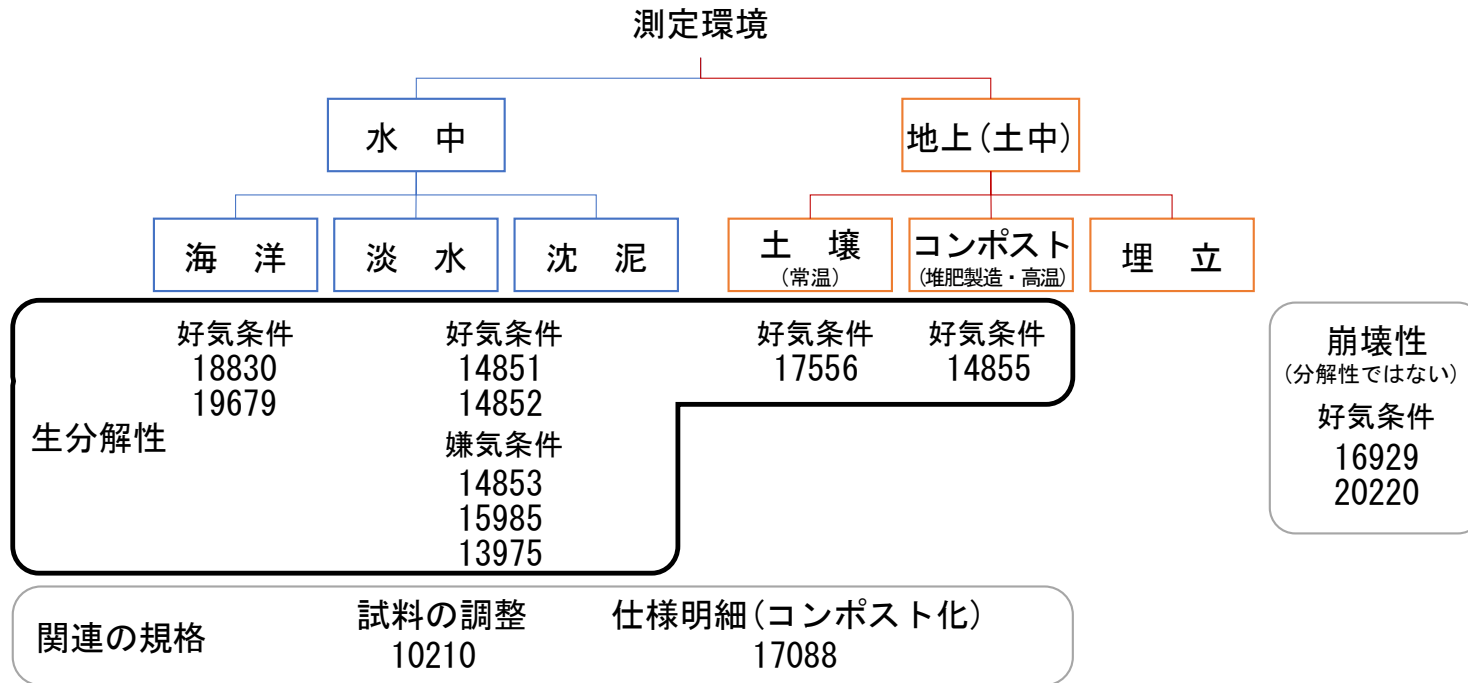 測定環境
水 中
地上(土中)
海 洋
淡 水
沈 泥
土 壌
(常温)
コンポスト
(堆肥製造・高温)
埋 立
生分解性
好気条件
18830
19679
好気条件
14851
14852
嫌気条件
14853
15985
13975
好気条件
17556
好気条件
14855
崩壊性
(分解性ではない)
好気条件
16929
20220
関連の規格
試料の調整
10210
仕様明細(コンポスト化)
17088